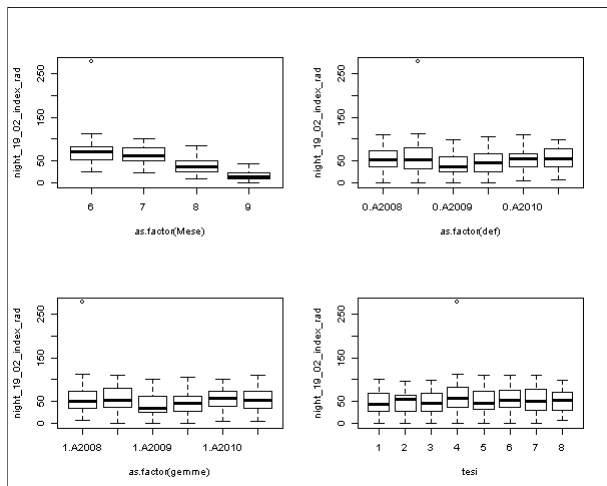 night_19_02_index_rad
250
150
50
0
6 7 8 9
as.factor(Mese)
night_19_02_index_rad
250
150
50
0
0.A2008 0.A2009 0.A2010
as.factor(def)
night_19_02_index_rad
250
150
50
0
1.A2008 1.A2009 1.A2010
as.factor(gemme)
night_19_02_index_rad
250
150
50
0
1 2 3 4 5 6 7 8
tesi